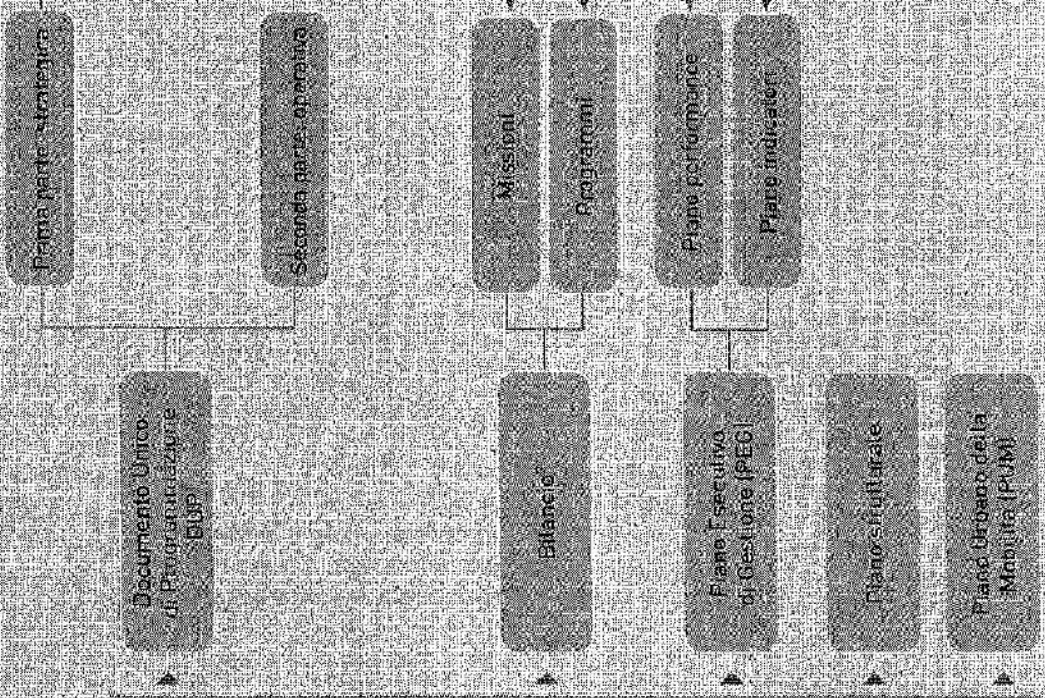 Documento Unico
di Programmazione
DUP
Prima parte strategica
Seconda parte operativa
Bilancio
Missioni
Programmi
Piano Esecutivo
di Gestione (PEG)
Piano performance
Piano indicatori
Piano strutturale
Piano Urbano della
Mobilità (PUM)